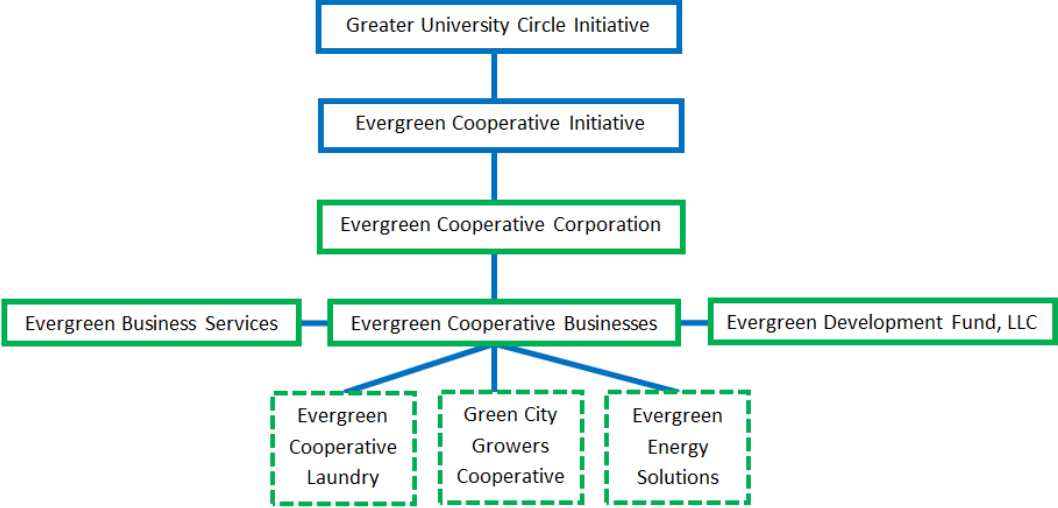 Greater University Circle Initiative
Evergreen Cooperative Initiative
Evergreen Cooperative Corporation
Evergreen Business Services
Evergreen Cooperative Businesses
Evergreen Development Fund, LLC
Evergreen
Cooperative
Laundry
Green City
Growers
Cooperative
Evergreen
Energy
Solutions